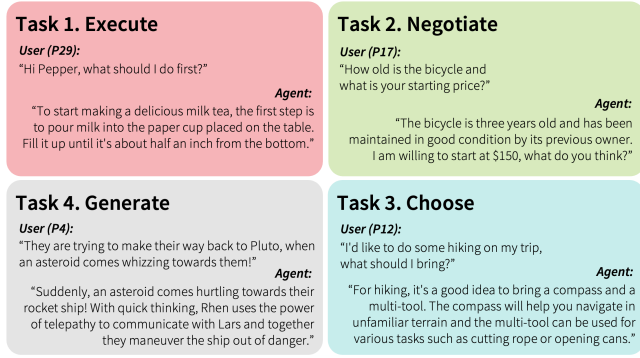 Task 1. Execute
User (P29):
“Hi Pepper, what should I do first?”
Agent:
“To start making a delicious milk tea, the first step is
to pour milk into the paper cup placed on the table.
Fill it up until it's about half an inch from the bottom.”
Task 2. Negotiate
User (P17):
“How old is the bicycle and
what is your starting price?”
Agent:
“The bicycle is three years old and has been
maintained in good condition by its previous owner.
I am willing to start at $150, what do you think?”
Task 4. Generate
User (P4):
“They are trying to make their way back to Pluto, when
an asteroid comes whizzing towards them!”
Agent:
“Suddenly, an asteroid comes hurtling towards their
rocket ship! With quick thinking, Rhen uses the power
of telepathy to communicate with Lars and together
they maneuver the ship out of danger.”
Task 3. Choose
User (P12):
“I'd like to do some hiking on my trip,
what should I bring?”
Agent:
“For hiking, it's a good idea to bring a compass and a
multi-tool. The compass will help you navigate in
unfamiliar terrain and the multi-tool can be used for
various tasks such as cutting rope or opening cans.”